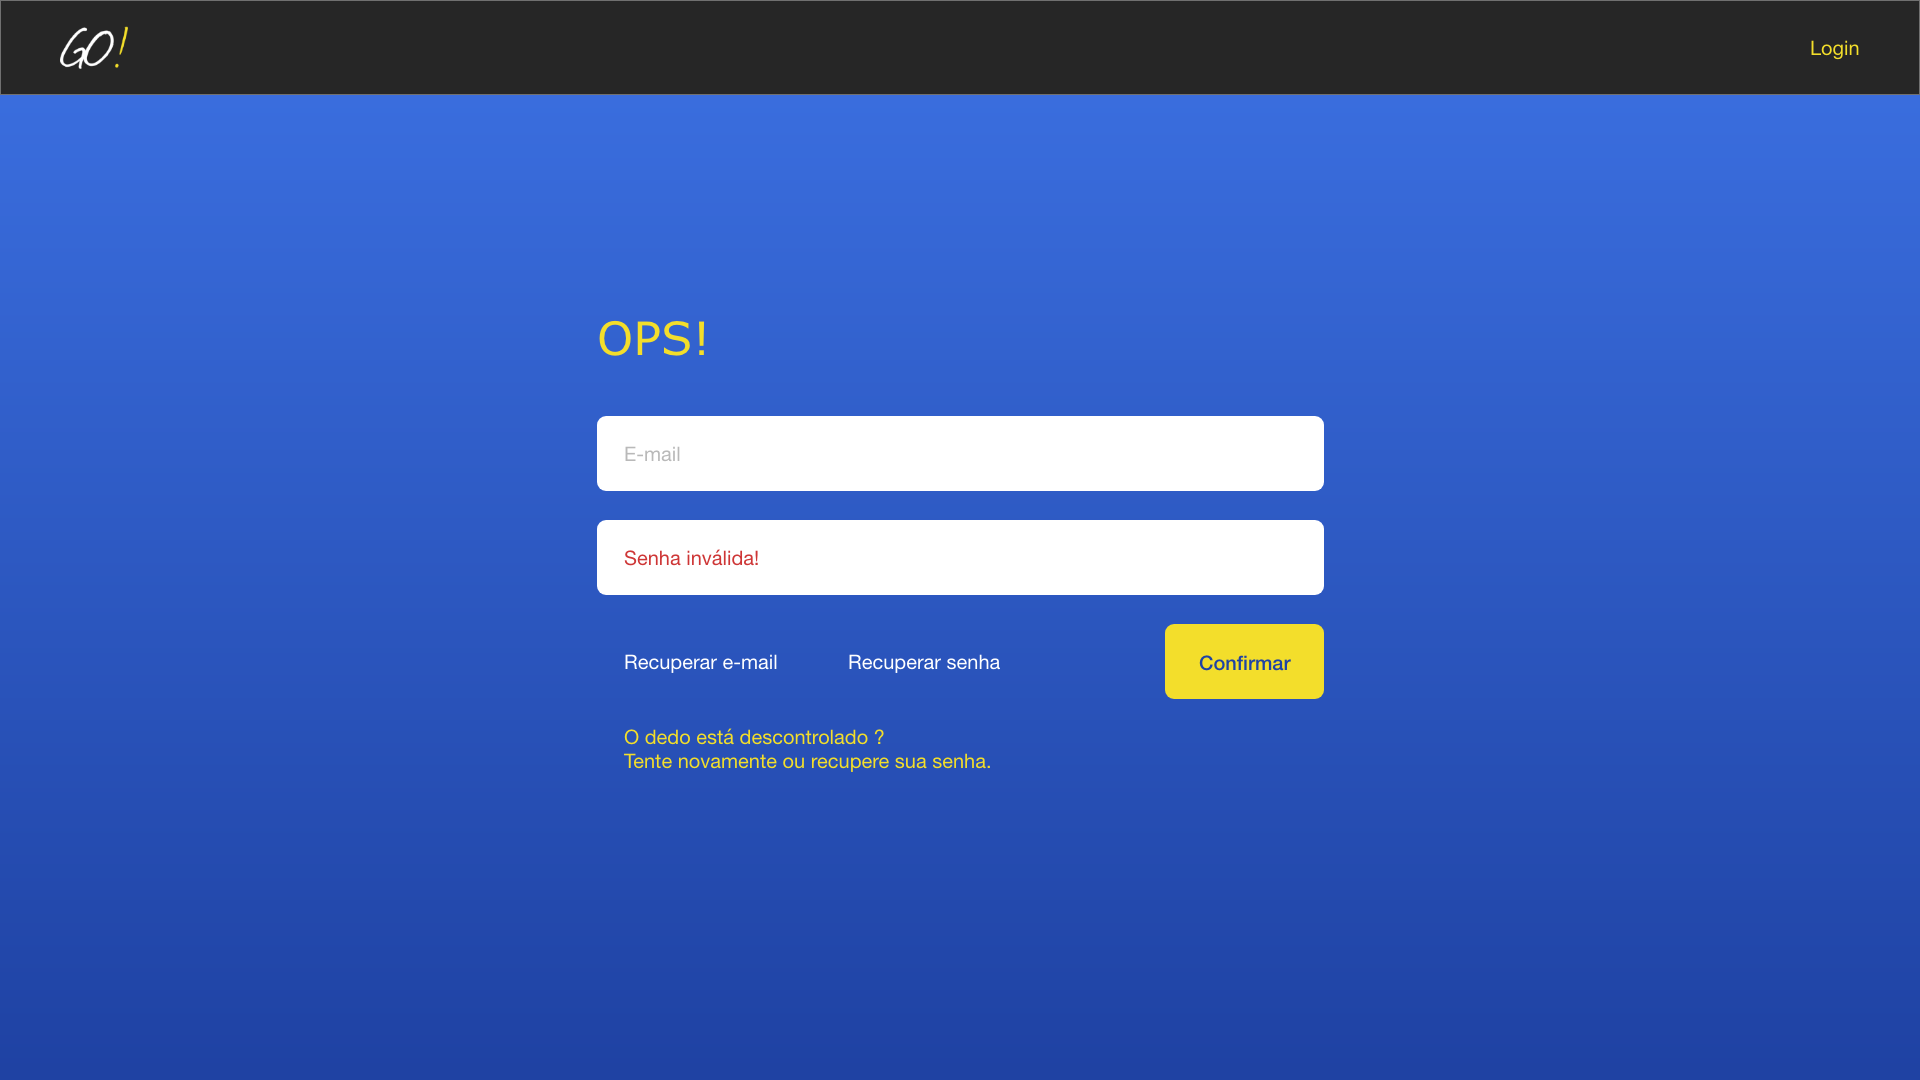 GO!
Login
OPS!
E-mail
Senha inválida!
Recuperar e-mail
Recuperar senha
Confirmar
O dedo está descontrolado ?
Tente novamente ou recupere sua senha.